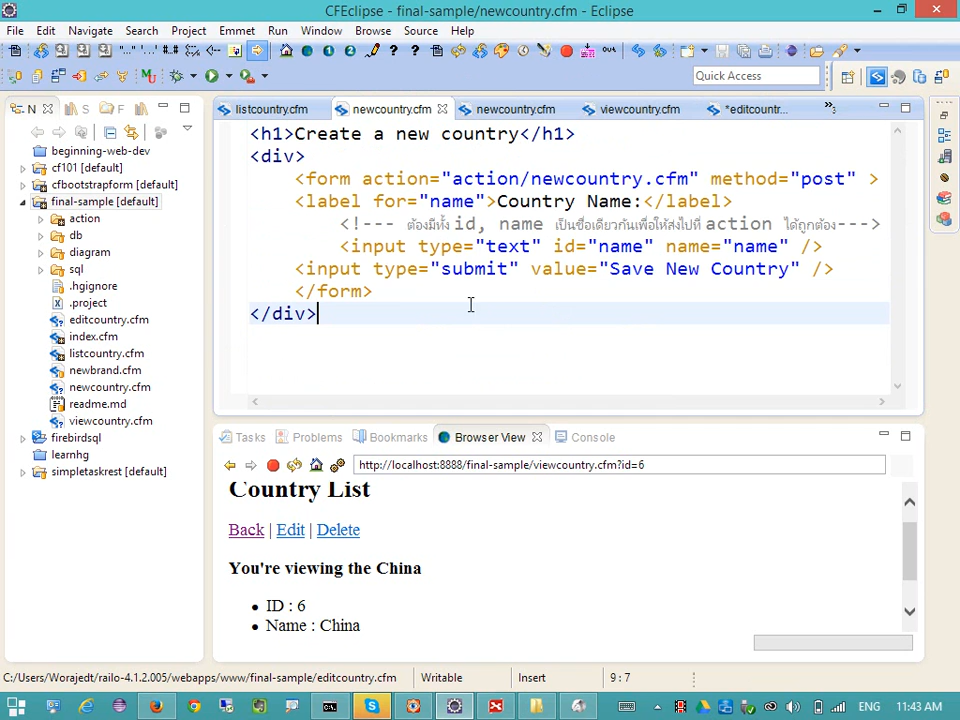 CFEclipse - final-sample/newcountry.cfm - Eclipse
File Edit Navigate Search Project Emmet Run Window Browse Source Help
Quick Access
N S F
listcountry.cfm newcountry.cfm newcountry.cfm viewcountry.cfm *editcountr...
beginning-web-dev
cf101 [default]
cfbootstrapform [default]
final-sample [default]
action
db
diagram
sql
.hgignore
.project
editcountry.cfm
index.cfm
listcountry.cfm
newbrand.cfm
newcountry.cfm
readme.md
viewcountry.cfm
firebirdsql
learnhg
simpletaskrest [default]
<h1>Create a new country</h1>
<div>
<form action="action/newcountry.cfm" method="post" >
<label for="name">Country Name:</label>
<!--- ต้องมีทั้ง id, name เป็นชื่อเดียวกันเพื่อให้ส่งไปที่ action ได้ถูกต้อง--->
<input type="text" id="name" name="name" />
<input type="submit" value="Save New Country" />
</form>
</div>
Tasks Problems Bookmarks Browser View Console
http://localhost:8888/final-sample/viewcountry.cfm?id=6
Country List
Back | Edit | Delete
You're viewing the China
• ID : 6
• Name : China
C:/Users/Worajedt/railo-4.1.2.005/webapps/www/final-sample/editcountry.cfm Writable Insert 9 : 7
ENG 11:43 AM